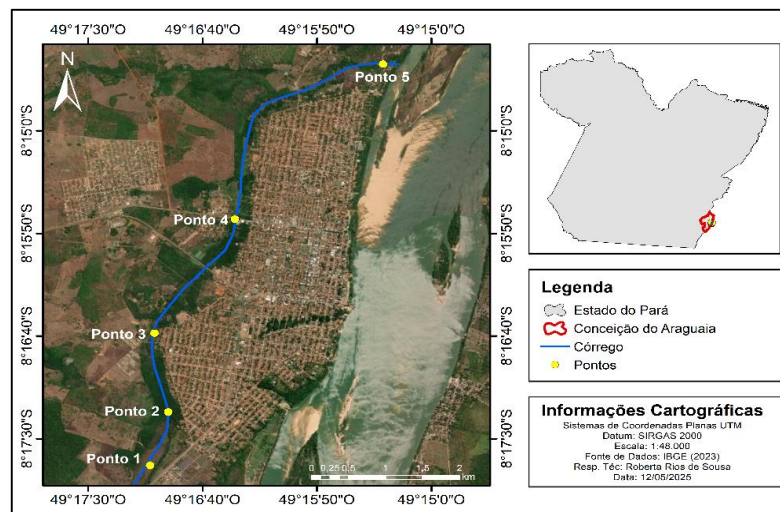 49°17'30"O 49°16'40"O 49°15'50"O 49°15'0"O
N
Ponto 5
8°15'0"S
8°15'0"S
Ponto 4
8°15'50"S
8°15'50"S
Ponto 3
8°16'40"S
8°16'40"S
Ponto 2
8°17'30"S
8°17'30"S
Ponto 1
0 0,25 0,5 1 1,5 2
km
49°17'30"O 49°16'40"O 49°15'50"O 49°15'0"O
Legenda
Estado do Pará
Conceição do Araguaia
Córrego
Pontos
Informações Cartográficas
Sistemas de Coordenadas Planas UTM
Datum: SIRGAS 2000
Escala: 1:48.000
Fonte de Dados: IBGE (2023)
Resp. Téc: Roberta Rios de Sousa
Data: 12/05/2025